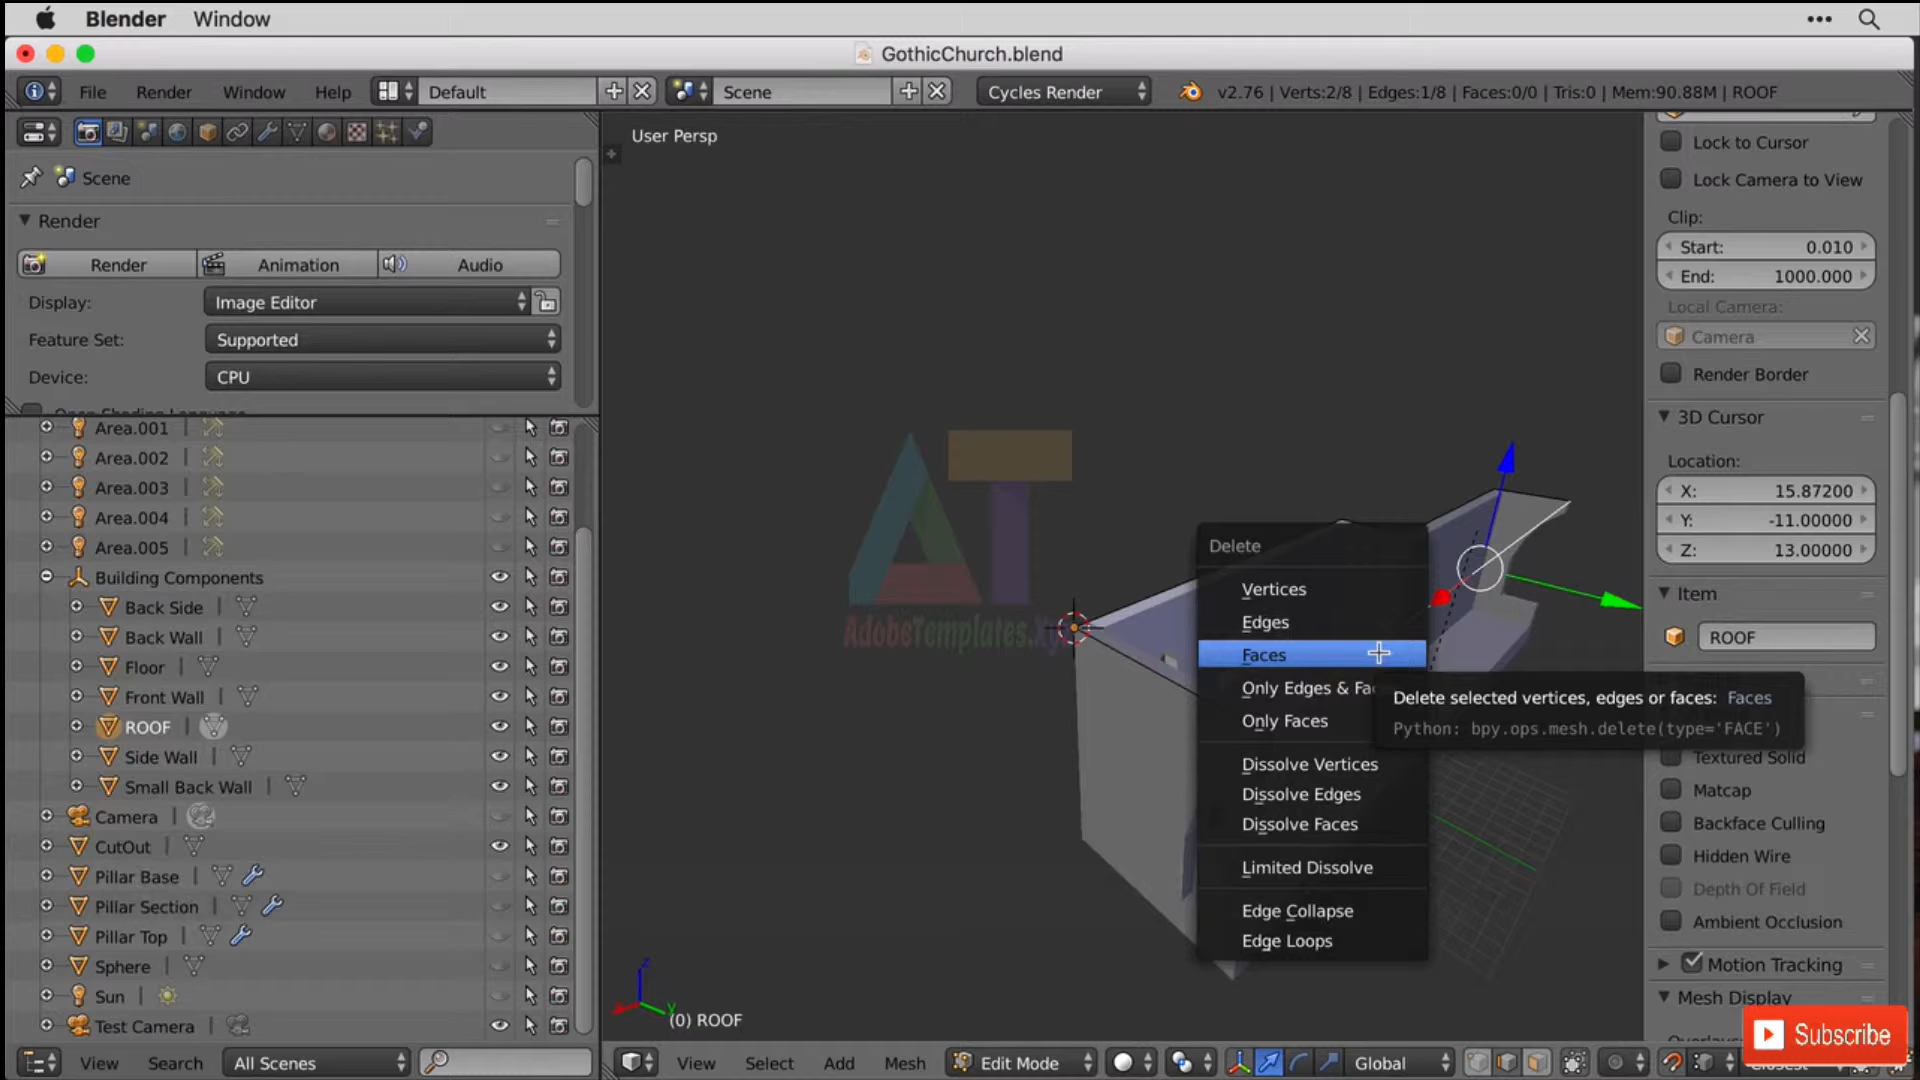 Blender Window
GothicChurch.blend
File Render Window Help Default Scene Cycles Render v2.76 | Verts:2/8 | Edges:1/8 | Faces:0/0 | Tris:0 | Mem:90.88M | ROOF
Scene
Render
Render Animation Audio
Display: Image Editor
Feature Set: Supported
Device: CPU
Area.001
Area.002
Area.003
Area.004
Area.005
Building Components
Back Side
Back Wall
Floor
Front Wall
ROOF
Side Wall
Small Back Wall
Camera
CutOut
Pillar Base
Pillar Section
Pillar Top
Sphere
Sun
Test Camera
View Search All Scenes
User Persp
Delete
Vertices
Edges
Faces
Only Edges & Fac
Only Faces
Dissolve Vertices
Dissolve Edges
Dissolve Faces
Limited Dissolve
Edge Collapse
Edge Loops
Delete selected vertices, edges or faces: Faces
Python: bpy.ops.mesh.delete(type='FACE')
(0) ROOF
View Select Add Mesh Edit Mode Global
Lock to Cursor
Lock Camera to View
Clip:
Start: 0.010
End: 1000.000
Local Camera:
Camera
Render Border
3D Cursor
Location:
X: 15.87200
Y: -11.00000
Z: 13.00000
Item
ROOF
Textured Solid
Matcap
Backface Culling
Hidden Wire
Depth Of Field
Ambient Occlusion
Motion Tracking
Mesh Display
Subscribe
AdobeTemplates.Xy